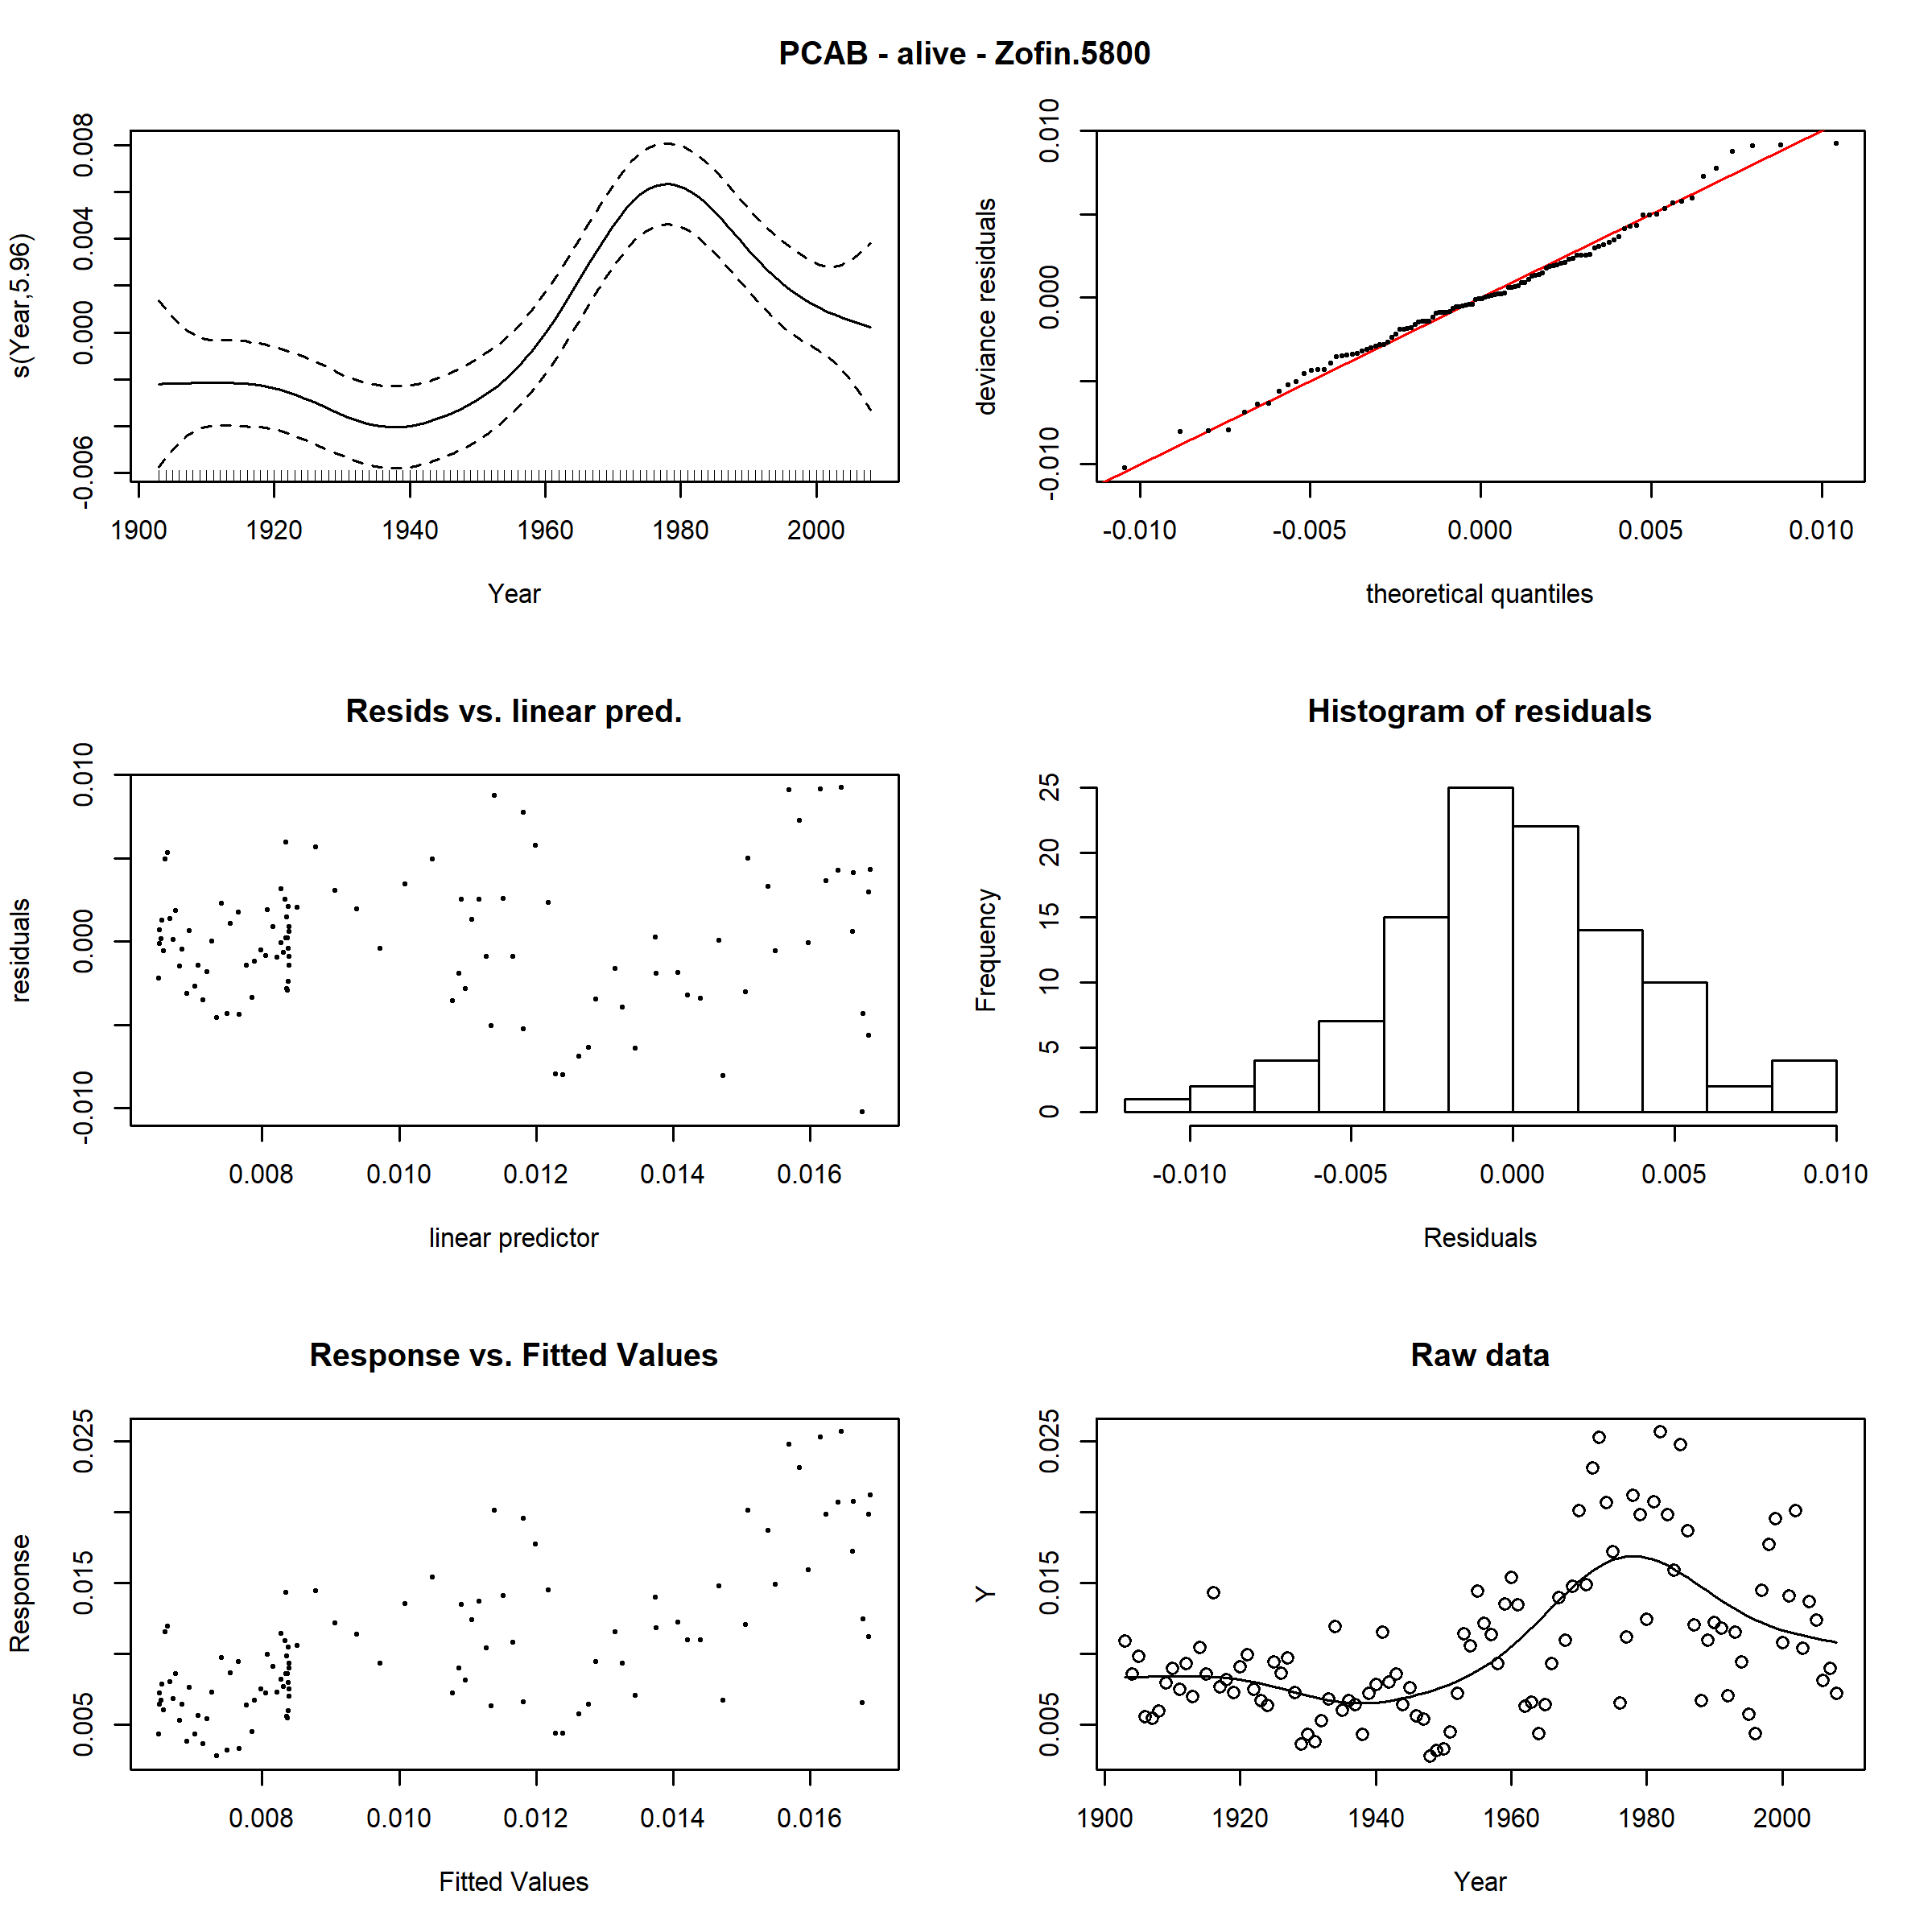 PCAB - alive - Zofin.5800
s(Year,5.96)
-0.006 0.000 0.004 0.008
1900 1920 1940 1960 1980 2000
Year
deviance residuals
-0.010 0.000 0.010
-0.010 -0.005 0.000 0.005 0.010
theoretical quantiles
Resids vs. linear pred.
residuals
-0.010 0.000 0.010
0.008 0.010 0.012 0.014 0.016
linear predictor
Histogram of residuals
Frequency
0 5 10 15 20 25
-0.010 -0.005 0.000 0.005 0.010
Residuals
Response vs. Fitted Values
Response
0.005 0.015 0.025
0.008 0.010 0.012 0.014 0.016
Fitted Values
Raw data
Y
0.005 0.015 0.025
1900 1920 1940 1960 1980 2000
Year